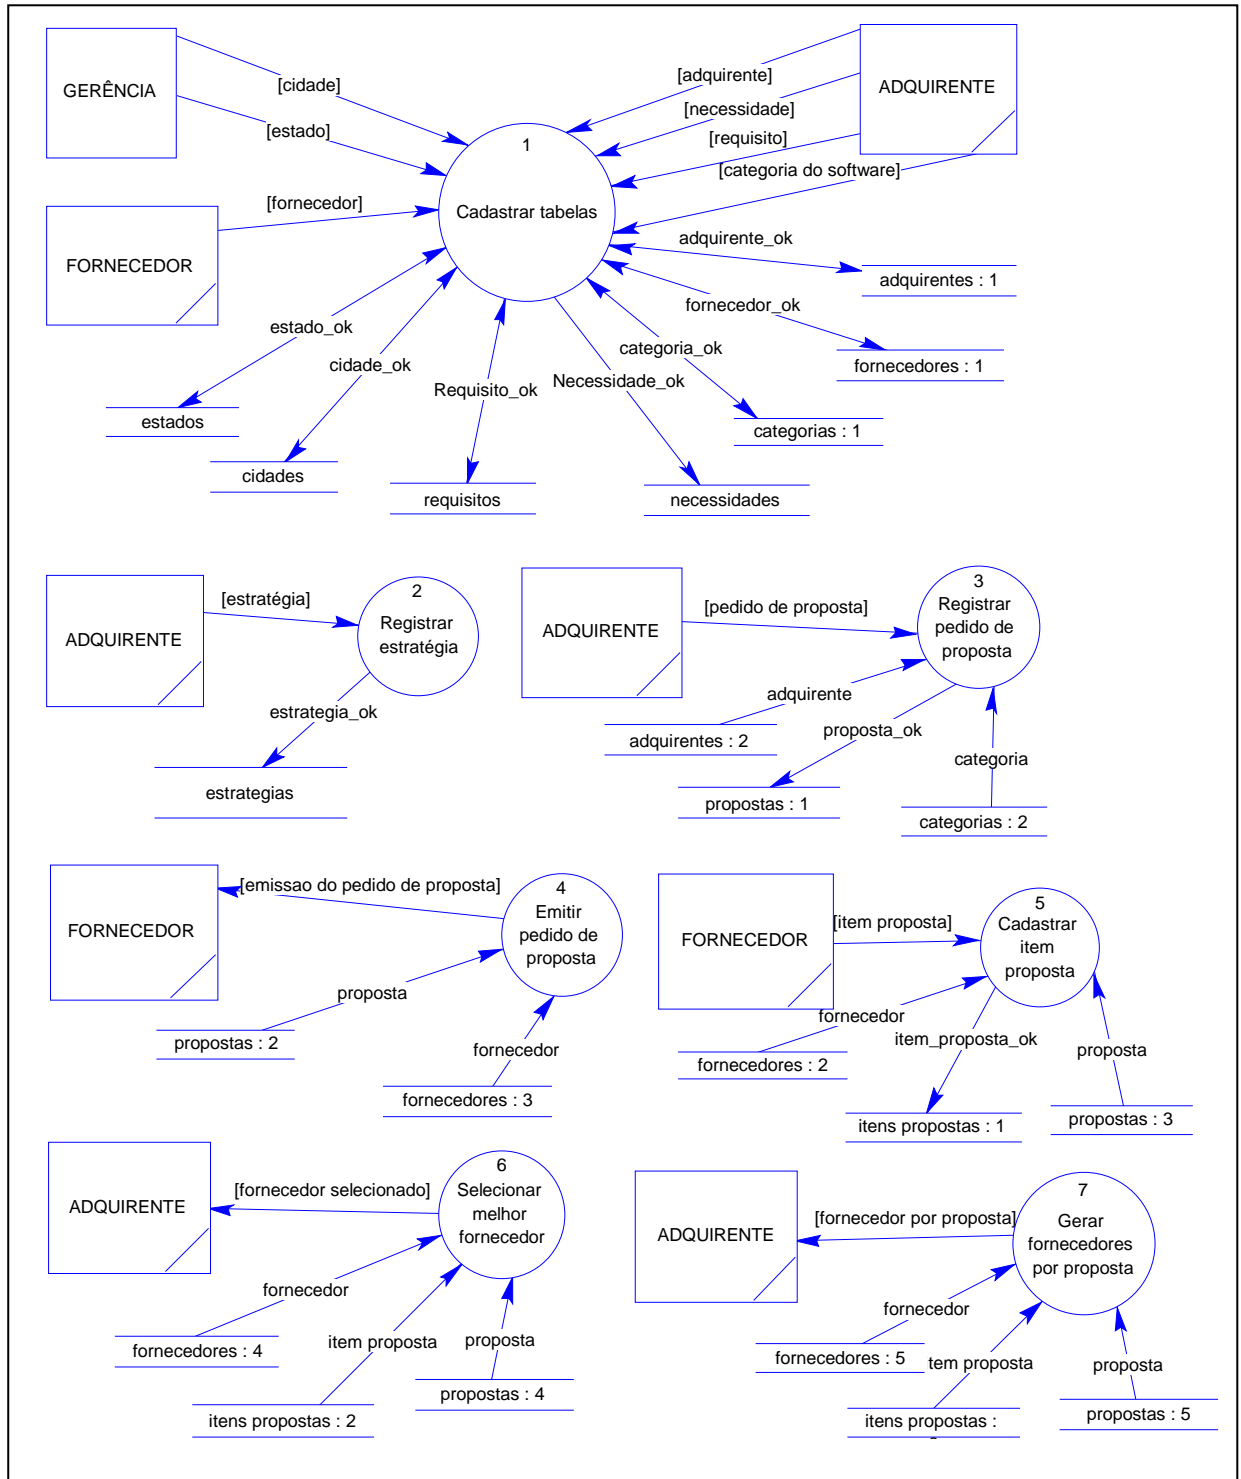 GERÊNCIA
[cidade]
[estado]
[adquirente]
[necessidade]
[requisito]
[categoria do software]
ADQUIRENTE
1
Cadastrar tabelas
[fornecedor]
FORNECEDOR
adquirente_ok
adquirentes : 1
fornecedor_ok
fornecedores : 1
estado_ok
cidade_ok
Requisito_ok
categoria_ok
Necessidade_ok
estados
cidades
requisitos
categorias : 1
necessidades
ADQUIRENTE
[estratégia]
2
Registrar
estratégia
estrategia_ok
estrategias
ADQUIRENTE
[pedido de proposta]
3
Registrar
pedido de
proposta
adquirente
adquirentes : 2
proposta_ok
propostas : 1
categoria
categorias : 2
FORNECEDOR
[emissao do pedido de proposta]
4
Emitir
pedido de
proposta
proposta
propostas : 2
fornecedor
fornecedores : 3
FORNECEDOR
[item proposta]
5
Cadastrar
item
proposta
fornecedor
fornecedores : 2
item_proposta_ok
itens propostas : 1
proposta
propostas : 3
ADQUIRENTE
[fornecedor selecionado]
6
Selecionar
melhor
fornecedor
fornecedor
fornecedores : 4
item proposta
itens propostas : 2
proposta
propostas : 4
ADQUIRENTE
[fornecedor por proposta]
7
Gerar
fornecedores
por proposta
fornecedor
fornecedores : 5
tem proposta
itens propostas :
proposta
propostas : 5